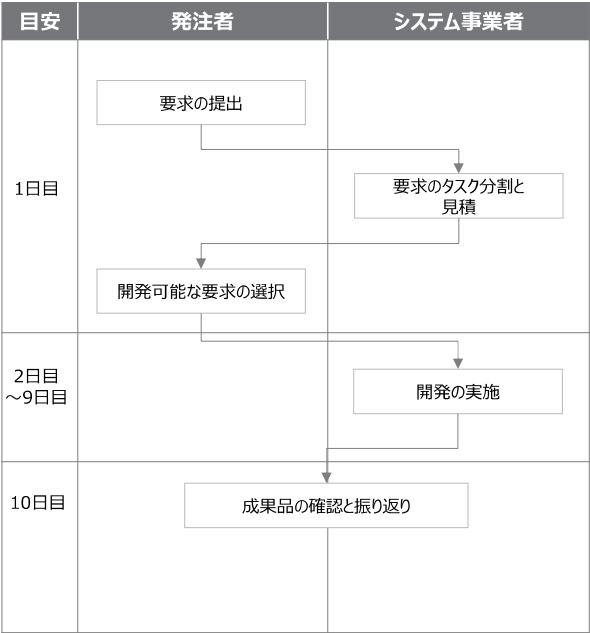 目安
発注者
システム事業者
要求の提出
1日目
要求のタスク分割と
見積
開発可能な要求の選択
2日目
～9日目
開発の実施
10日目
成果品の確認と振り返り